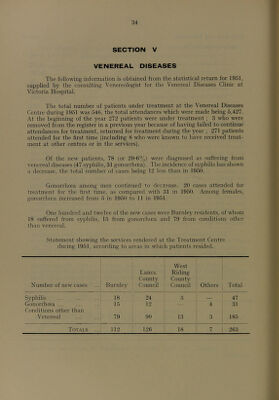 34
SECTION V
VENEREAL DISEASES
The following information is obtained from the statistical return for 1951,
supplied by the consulting Venereologist for the Venereal Diseases Clinic at
Victoria Hospital.
The total number of patients under treatment at the Venereal Diseases
Centre during 1951 was 546, the total attendances which were made being 5,427.
At the beginning of the year 272 patients were under treatment; 3 who were
removed from the register in a previous year because of having failed to continue
attendances for treatment, returned for treatment during the year; 271 patients
attended for the first time (including 8 who were known to have received treat-
ment at other centres or in the services).
Of the new patients, 78 (or 29·6%) were diagnosed as suffering from
venereal diseases (47 syphilis, 31 gonorrhœa). The incidence of syphilis has shown
a decrease, the total number of cases being 12 less than in 1950.
Gonorrhœa among men continued to decrease. 20 cases attended for
treatment for the first time, as compared with 31 in 1950. Among females,
gonorrhœa increased from 5 in 1950 to 11 in 1951.
One hundred and twelve of the new cases were Burnley residents, of whom
18 suffered from syphilis, 15 from gonorrhœa and 79 from conditions other
than venereal.
Statement showing the services rendered at the Treatment Centre
during 1951, according to areas in which patients resided.
Number of new cases Burnley Lancs. County Council West Riding County Council Others Total
Syphilis 18 24 5 — 47
Gonorrhœa 15 12 — 4 31
Conditions other than
Venereal 79 90 13 3 185
TOTALS 112 126 18 7 263